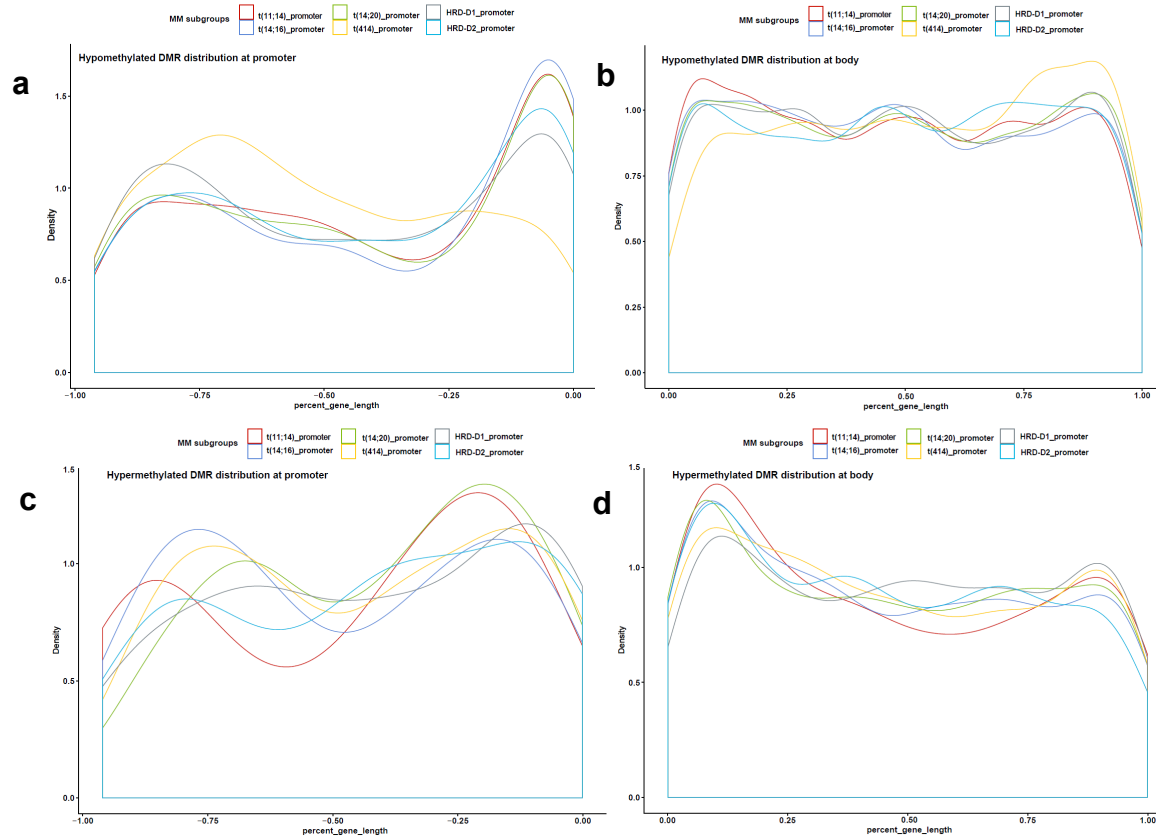 MM subgroups
t(11;14)_promoter t(14;20)_promoter HRD-D1_promoter
t(14;16)_promoter t(414)_promoter HRD-D2_promoter
a
Hypomethylated DMR distribution at promoter
1.5
1.0
0.5
0.0
Density
−1.00 −0.75 −0.50 −0.25 0.00
percent_gene_length
MM subgroups
t(11;14)_promoter t(14;20)_promoter HRD-D1_promoter
t(14;16)_promoter t(414)_promoter HRD-D2_promoter
b
Hypomethylated DMR distribution at body
1.00
0.75
0.50
0.25
0.00
Density
0.00 0.25 0.50 0.75 1.00
percent_gene_length
MM subgroups
t(11;14)_promoter t(14;20)_promoter HRD-D1_promoter
t(14;16)_promoter t(414)_promoter HRD-D2_promoter
c
Hypermethylated DMR distribution at promoter
1.5
1.0
0.5
0.0
Density
−1.00 −0.75 −0.50 −0.25 0.00
percent_gene_length
MM subgroups
t(11;14)_promoter t(14;20)_promoter HRD-D1_promoter
t(14;16)_promoter t(414)_promoter HRD-D2_promoter
d
Hypermethylated DMR distribution at body
1.5
1.0
0.5
0.0
Density
0.00 0.25 0.50 0.75 1.00
percent_gene_length